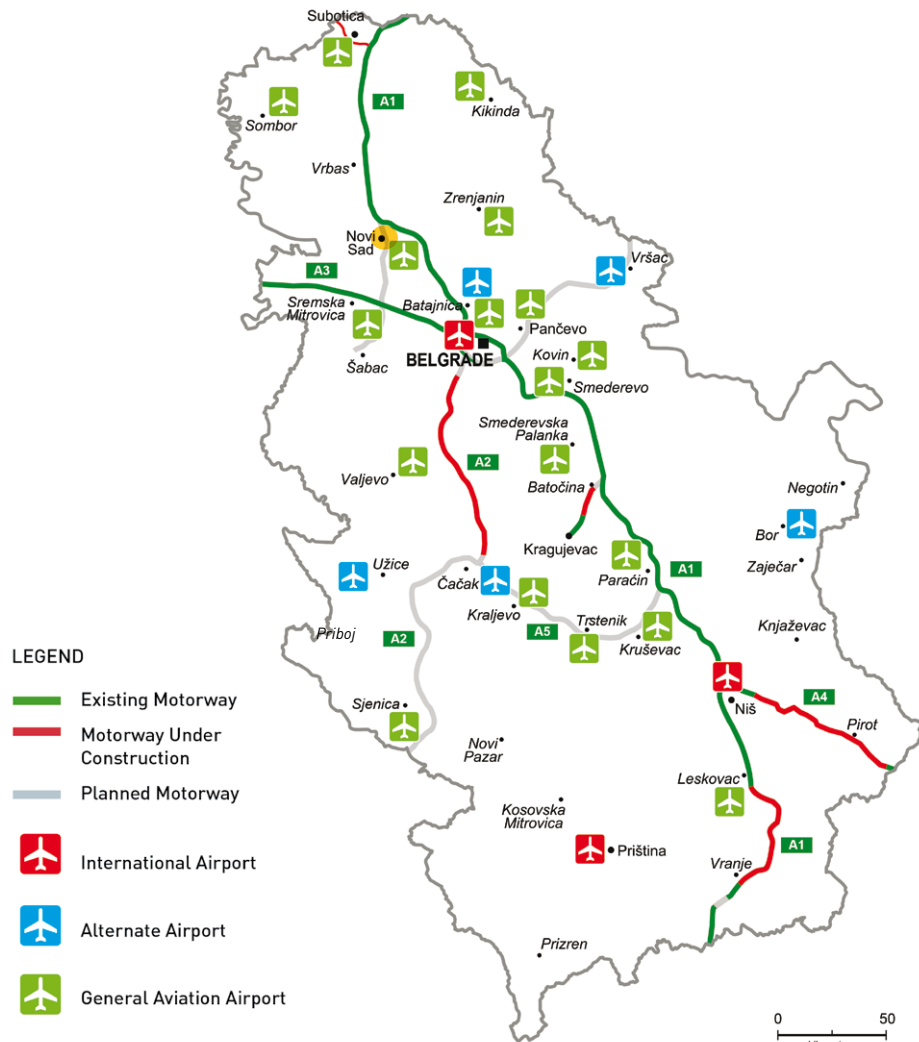 Subotica
A1
Kikinda
Sombor
Vrbas
Zrenjanin
Novi
Sad
Vršac
A3
Sremska
Mitrovica
Batajnica
Pančevo
BELGRADE
Šabac
Kovin
Smederevo
Smederevska
Palanka
A2
Valjevo
Batočina
Negotin
Bor
Kragujevac
Užice
Čačak
Paraćin
A1
Zaječar
Kraljevo
Trstenik
Priboj
A2
A5
Kruševac
Knjaževac
LEGEND
Existing Motorway
Motorway Under
Construction
Planned Motorway
International Airport
Alternate Airport
General Aviation Airport
Sjenica
Niš
A4
Pirot
Novi
Pazar
Leskovac
Kosovska
Mitrovica
Priština
A1
Vranje
Prizren
0 50